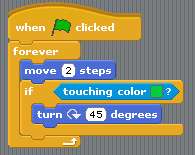 when clicked
forever
move 2 steps
if touching color ?
turn 45 degrees